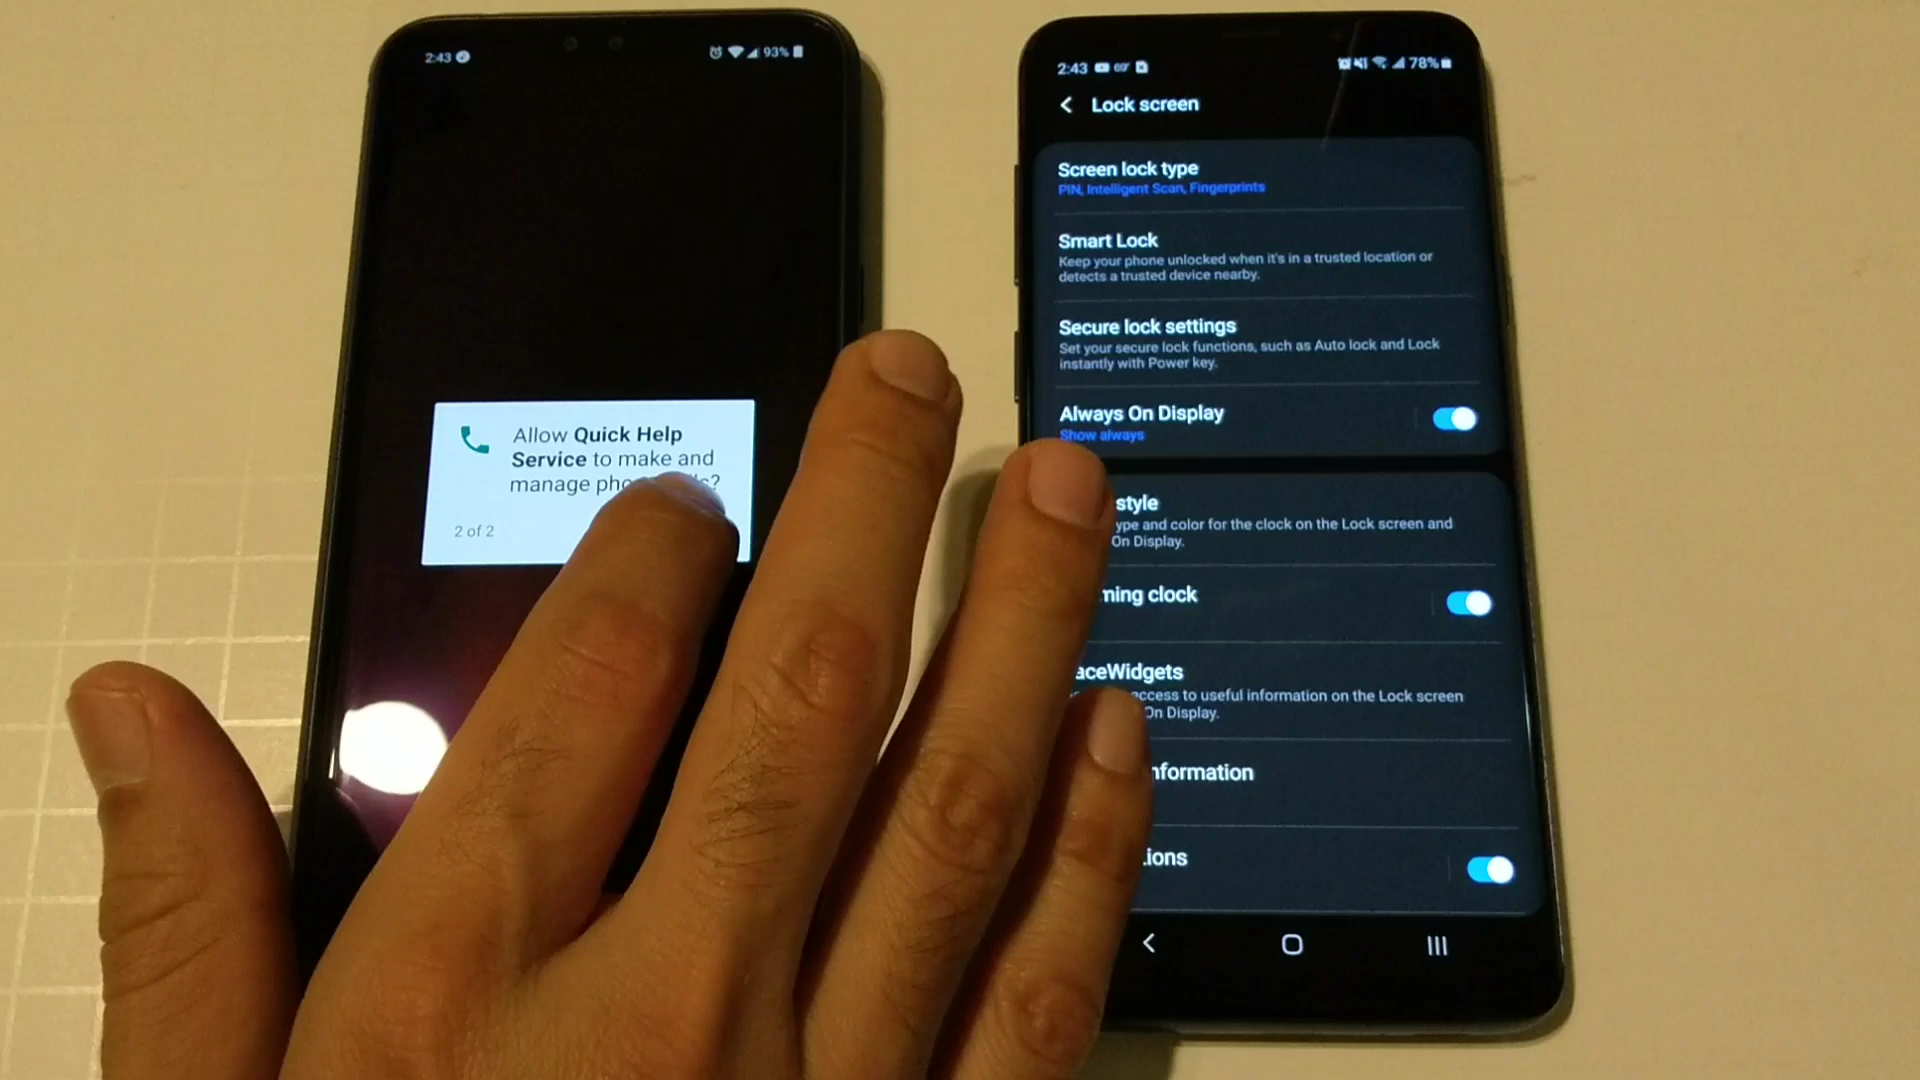 2:43
93%
Allow Quick Help
Service to make and
manage
2 of 2
2:43
78%
Lock screen
Screen lock type
PIN, Intelligent Scan, Fingerprints
Smart Lock
Keep your phone unlocked when it's in a trusted location or
detects a trusted device nearby.
Secure lock settings
Set your secure lock functions, such as Auto lock and Lock
instantly with Power key.
Always On Display
Show always
style
ype and color for the clock on the Lock screen and
On Display.
ming clock
aceWidgets
ccess to useful information on the Lock screen
On Display.
nformation
ions